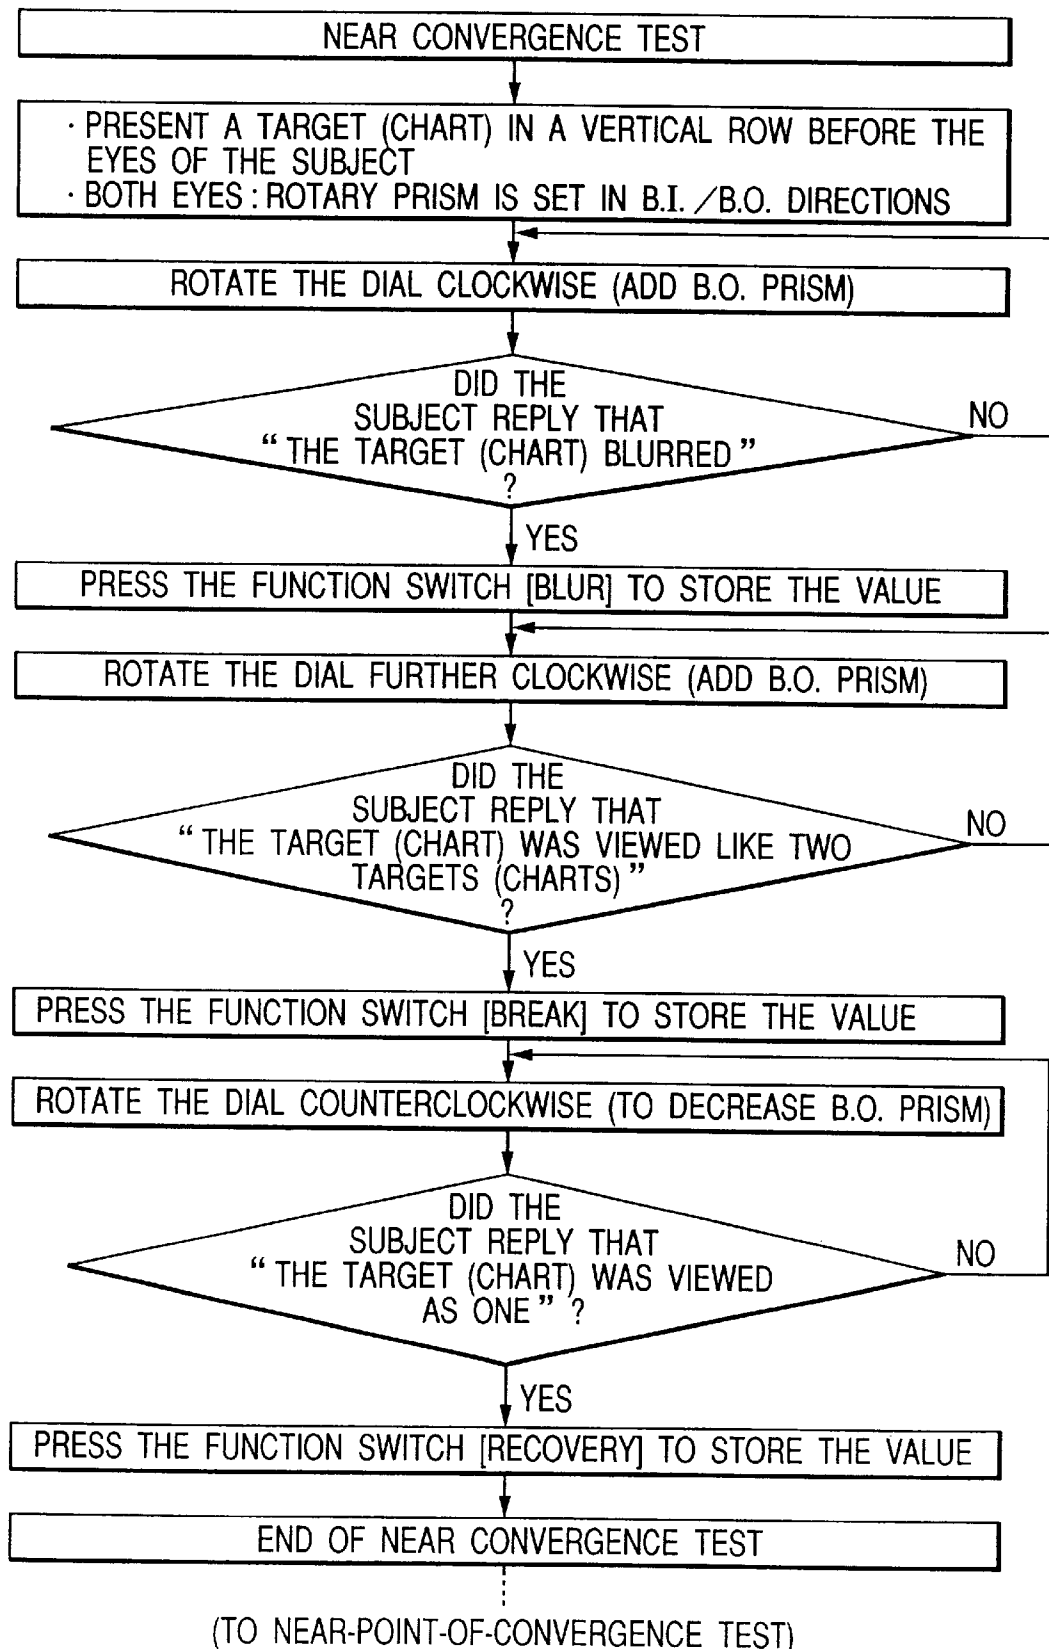 NEAR CONVERGENCE TEST
· PRESENT A TARGET (CHART) IN A VERTICAL ROW BEFORE THE
EYES OF THE SUBJECT
· BOTH EYES : ROTARY PRISM IS SET IN B.I. /B.O. DIRECTIONS
ROTATE THE DIAL CLOCKWISE (ADD B.O. PRISM)
DID THE
SUBJECT REPLY THAT
“ THE TARGET (CHART) BLURRED ”
?
NO
YES
PRESS THE FUNCTION SWITCH [BLUR] TO STORE THE VALUE
ROTATE THE DIAL FURTHER CLOCKWISE (ADD B.O. PRISM)
DID THE
SUBJECT REPLY THAT
“ THE TARGET (CHART) WAS VIEWED LIKE TWO
TARGETS (CHARTS) ”
?
NO
YES
PRESS THE FUNCTION SWITCH [BREAK] TO STORE THE VALUE
ROTATE THE DIAL COUNTERCLOCKWISE (TO DECREASE B.O. PRISM)
DID THE
SUBJECT REPLY THAT
“ THE TARGET (CHART) WAS VIEWED
AS ONE ” ?
NO
YES
PRESS THE FUNCTION SWITCH [RECOVERY] TO STORE THE VALUE
END OF NEAR CONVERGENCE TEST
(TO NEAR-POINT-OF-CONVERGENCE TEST)